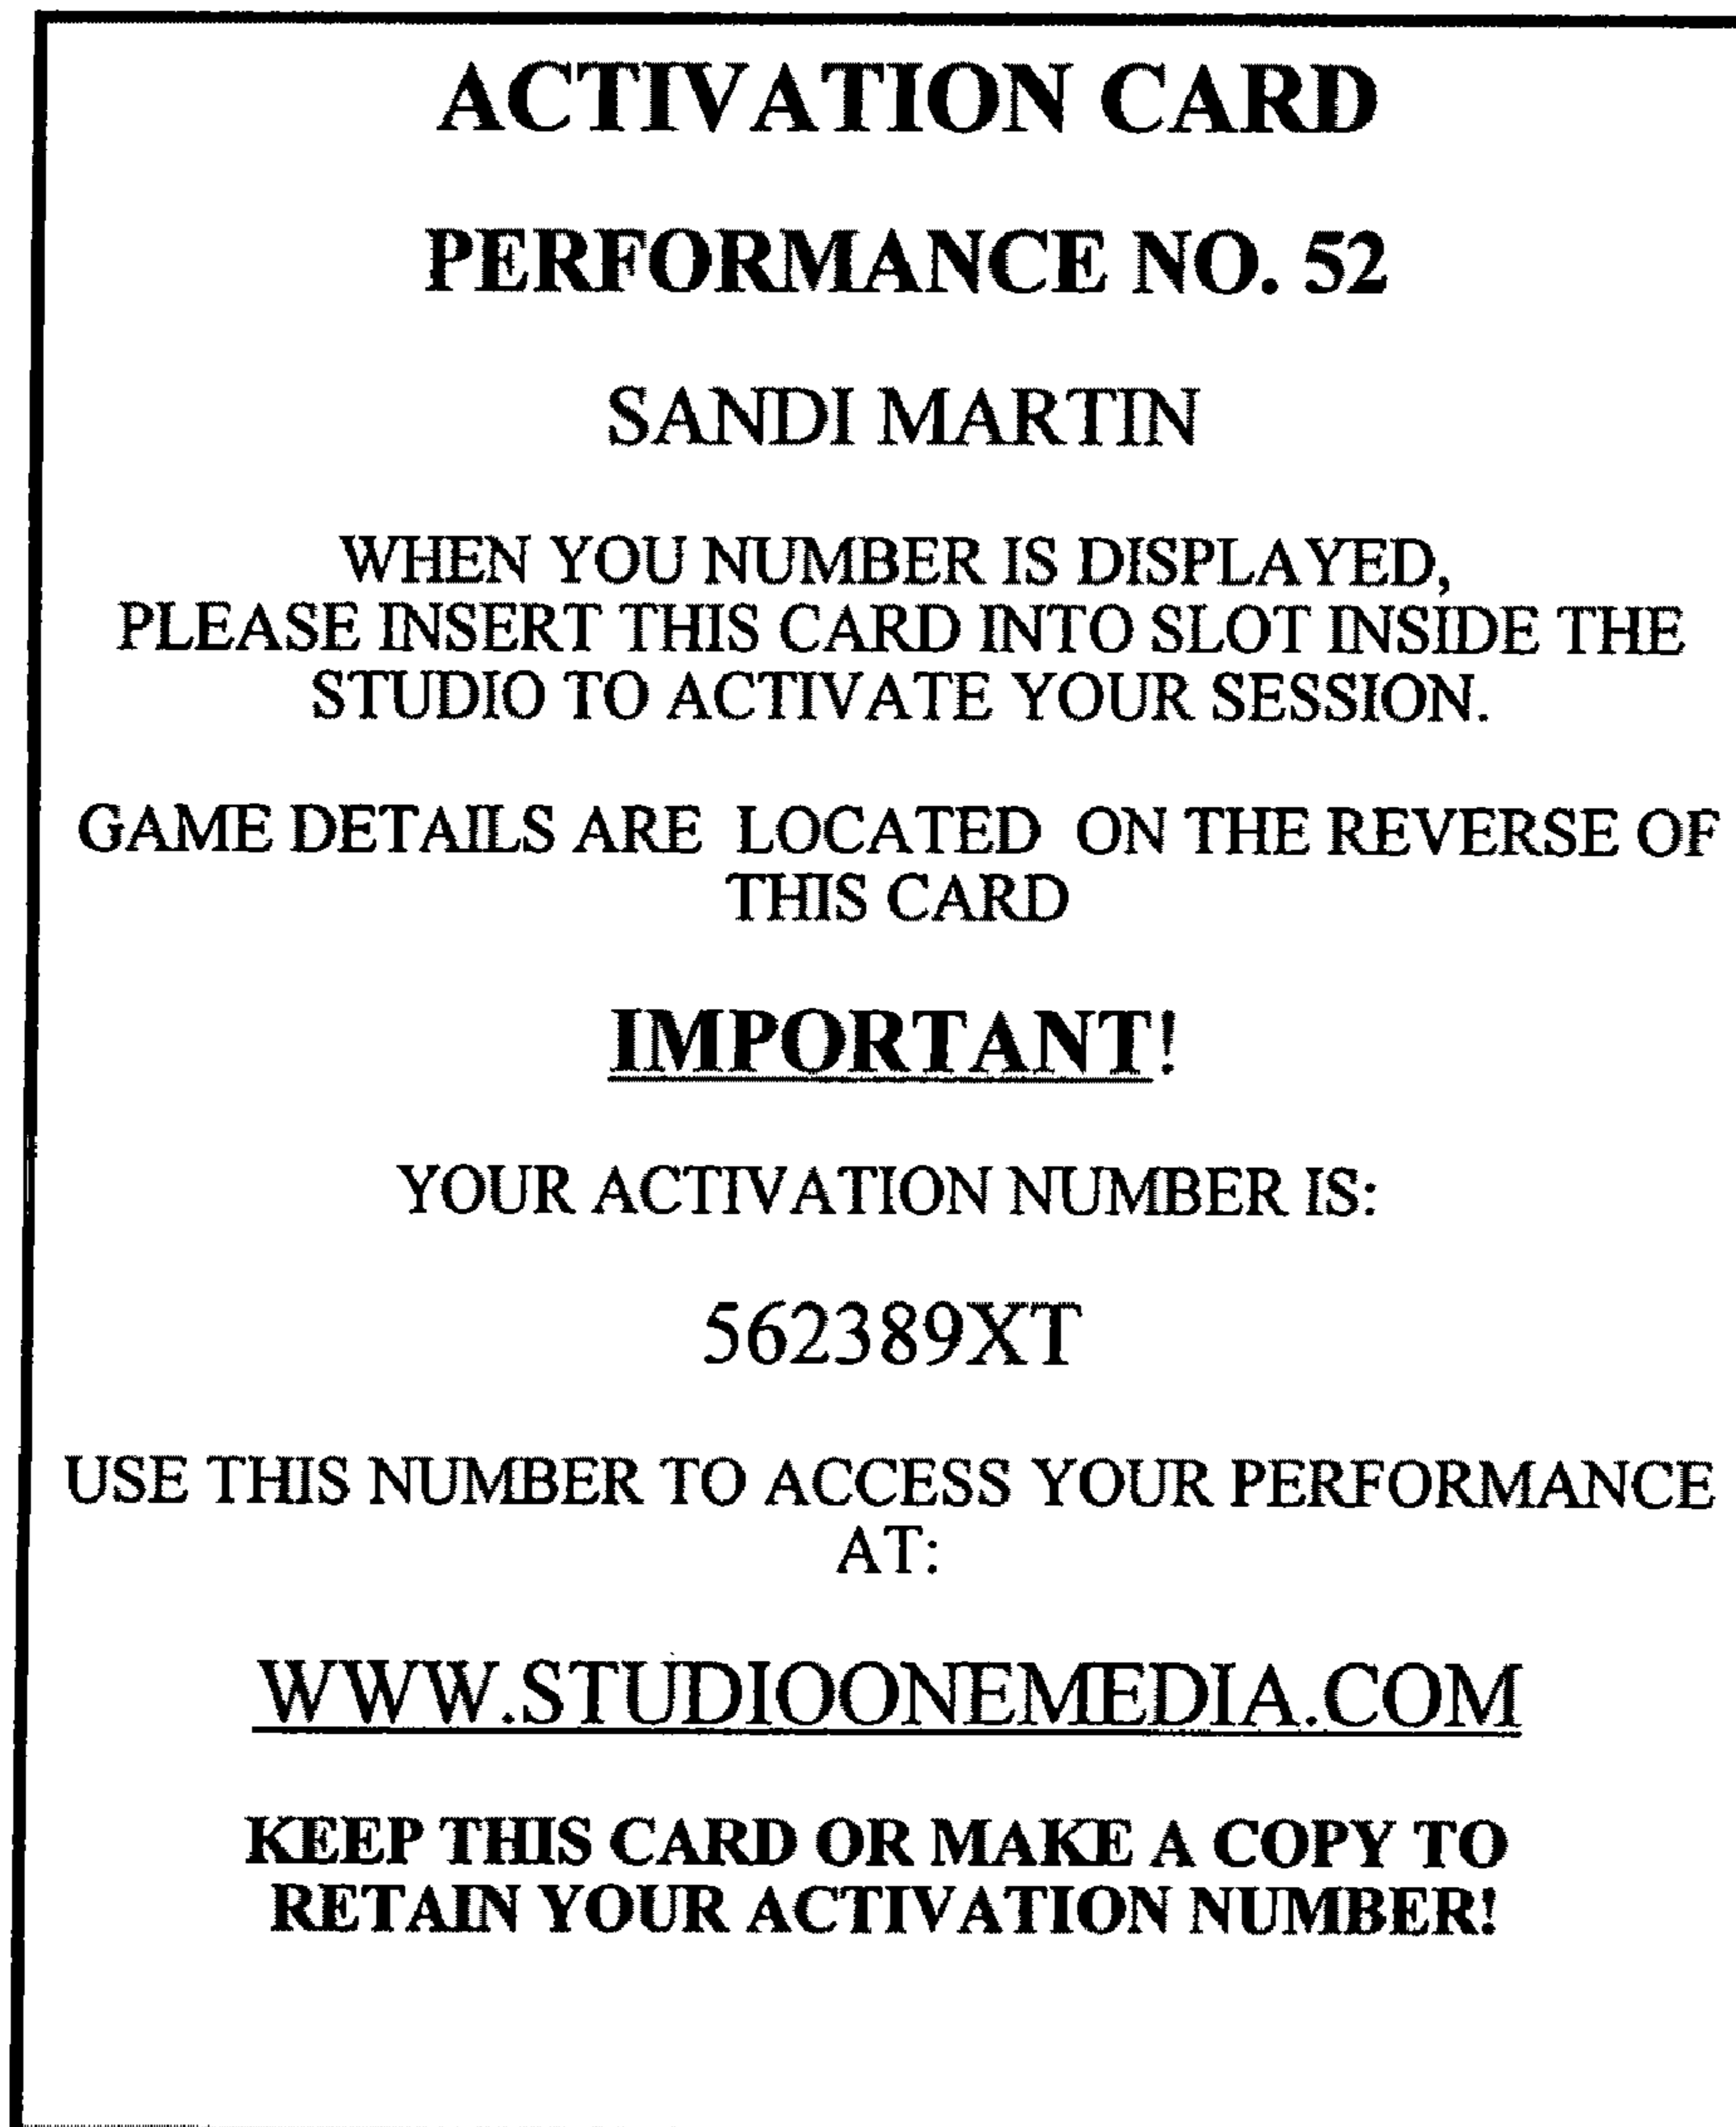 ACTIVATION CARD
PERFORMANCE NO. 52
SANDI MARTIN
WHEN YOU NUMBER IS DISPLAYED,
PLEASE INSERT THIS CARD INTO SLOT INSIDE THE
STUDIO TO ACTIVATE YOUR SESSION.
GAME DETAILS ARE LOCATED ON THE REVERSE OF
THIS CARD
IMPORTANT!
YOUR ACTIVATION NUMBER IS:
562389XT
USE THIS NUMBER TO ACCESS YOUR PERFORMANCE
AT:
WWW.STUDIOONEMEDIA.COM
KEEP THIS CARD OR MAKE A COPY TO
RETAIN YOUR ACTIVATION NUMBER!